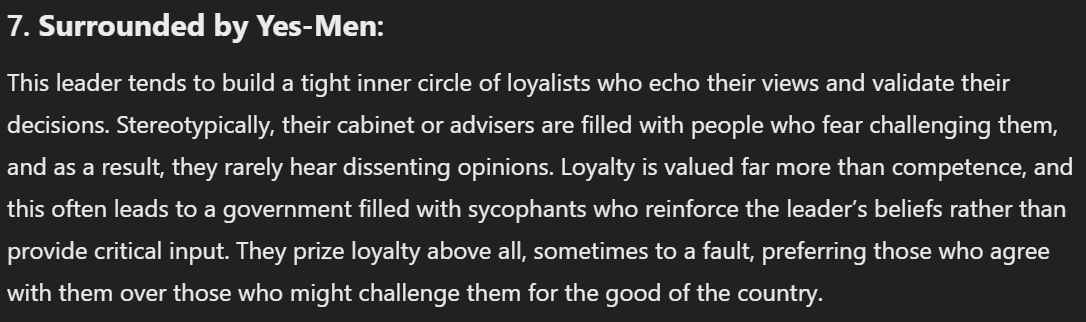 7. Surrounded by Yes-Men:
This leader tends to build a tight inner circle of loyalists who echo their views and validate their
decisions. Stereotypically, their cabinet or advisers are filled with people who fear challenging them,
and as a result, they rarely hear dissenting opinions. Loyalty is valued far more than competence, and
this often leads to a government filled with sycophants who reinforce the leader’s beliefs rather than
provide critical input. They prize loyalty above all, sometimes to a fault, preferring those who agree
with them over those who might challenge them for the good of the country.